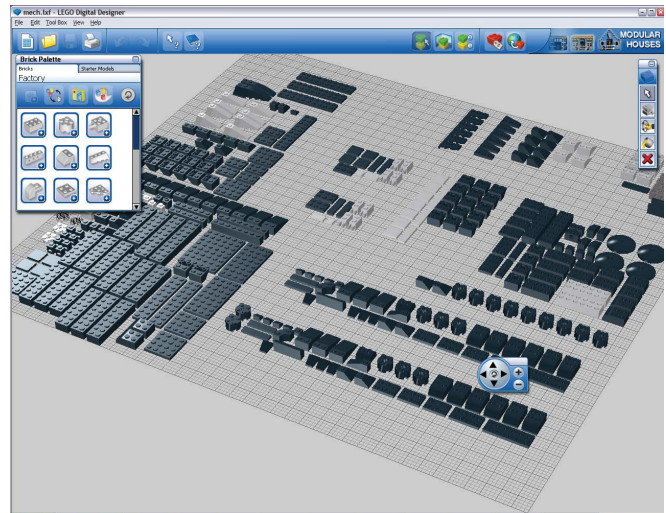 mech.lxf - LEGO Digital Designer
File Edit Tool Box View Help
MODULAR
HOUSES
Brick Palette
Bricks Starter Models
Factory